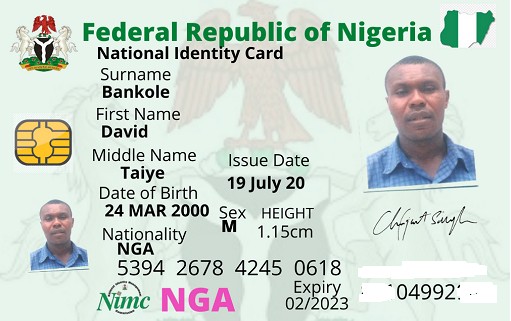 Federal Republic of Nigeria
National Identity Card
Surname
Bankole
First Name
David
Middle Name
Taiye
Issue Date
19 July 20
Date of Birth
24 MAR 2000
Sex
M
HEIGHT
1.15cm
Nationality
NGA
5394 2678 4245 0618
Nimc
NGA
Expiry
02/2023
04992